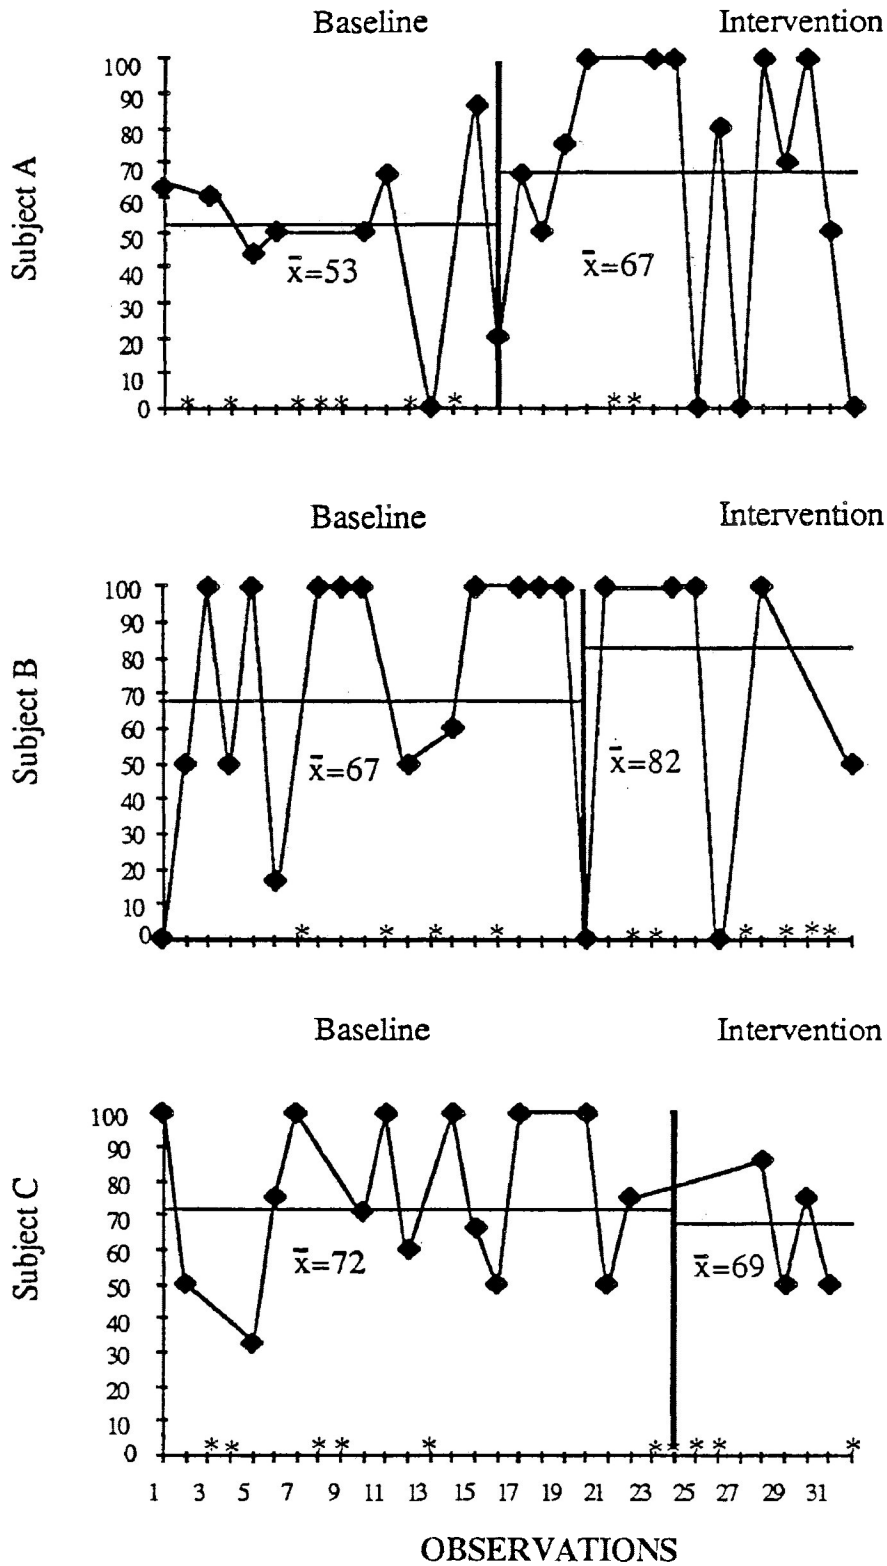 Baseline Intervention
Subject A
100
90
80
70
60
50
40
30
20
10
0
x̄=53
x̄=67
* * * * * * * * *
Baseline Intervention
Subject B
100
90
80
70
60
50
40
30
20
10
0
x̄=67
x̄=82
* * * * * * * * * *
Baseline Intervention
Subject C
100
90
80
70
60
50
40
30
20
10
0
x̄=72
x̄=69
* * * * * * * * * *
1 3 5 7 9 11 13 15 17 19 21 23 25 27 29 31
OBSERVATIONS